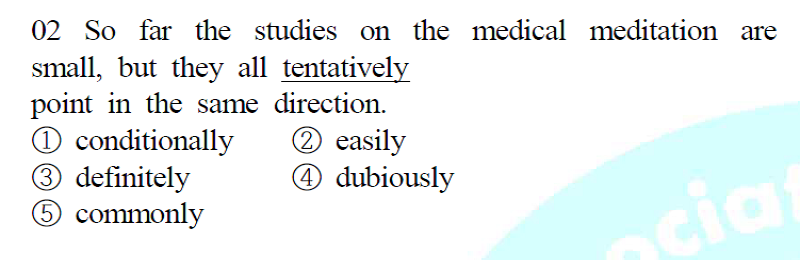 02 So far the studies on the medical meditation are
small, but they all tentatively
point in the same direction.
① conditionally ② easily
③ definitely ④ dubiously
⑤ commonly
ocia